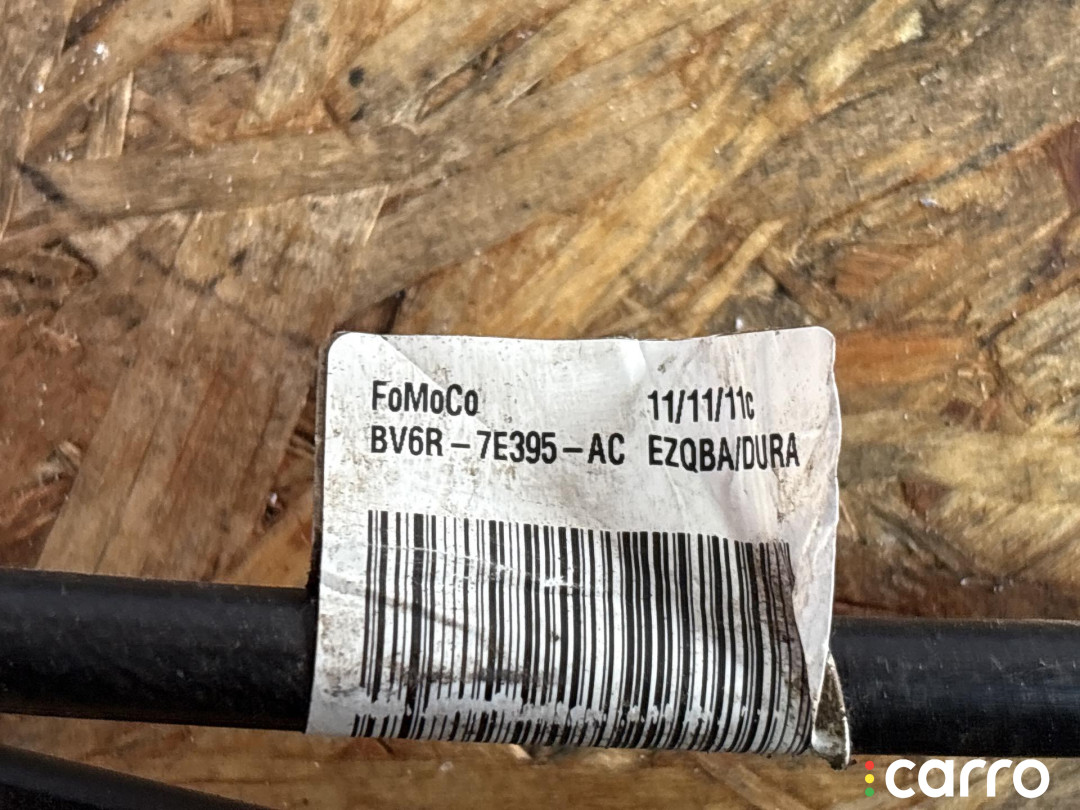 FoMoCo 11/11/11c
BV6R-7E395-AC EZQBA/DURA
carro